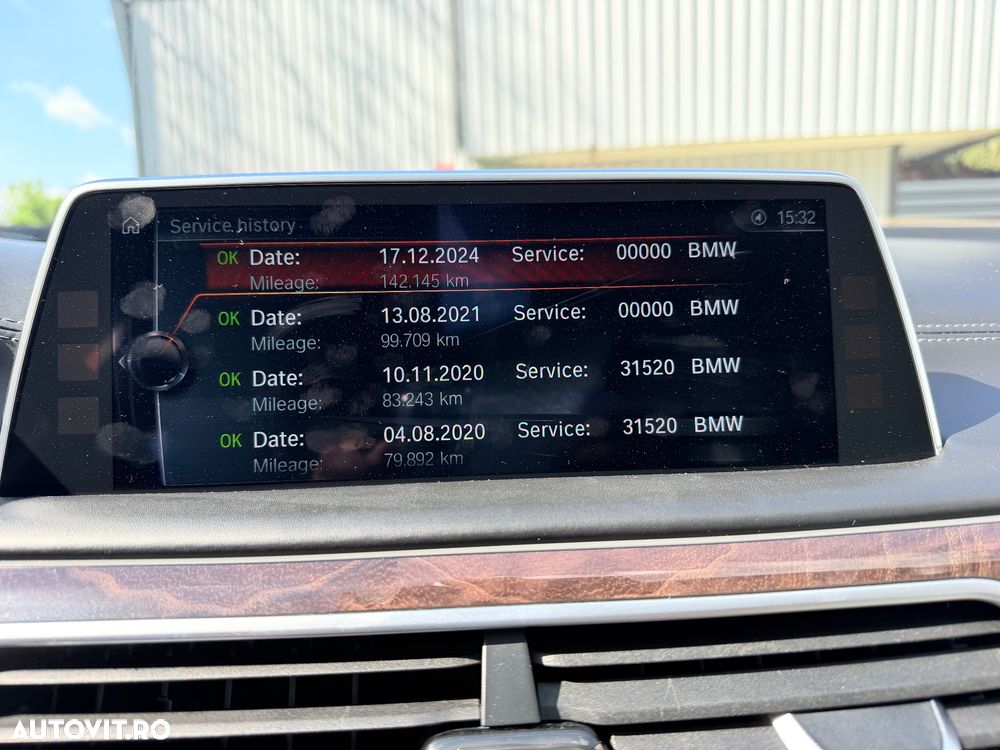 Service history 15:32
OK Date: 17.12.2024 Service: 00000 BMW
Mileage: 142.145 km
OK Date: 13.08.2021 Service: 00000 BMW
Mileage: 99.709 km
OK Date: 10.11.2020 Service: 31520 BMW
Mileage: 83.243 km
OK Date: 04.08.2020 Service: 31520 BMW
Mileage: 79.892 km
AUTOVIT.RO